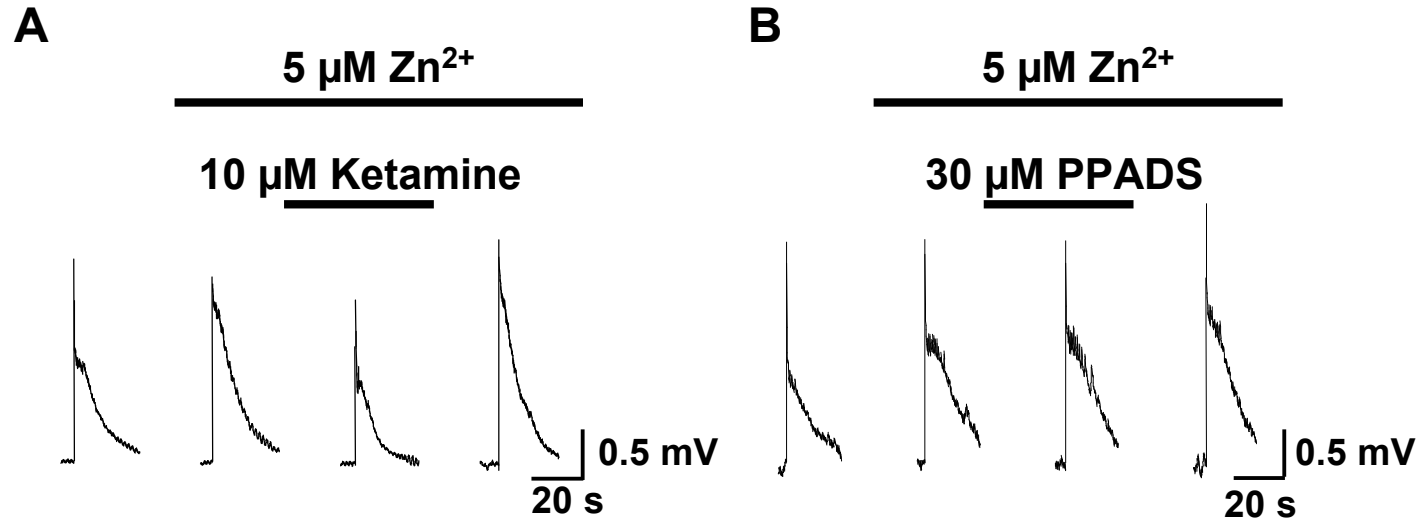 A
5 µM Zn²⁺
10 µM Ketamine
0.5 mV
20 s
B
5 µM Zn²⁺
30 µM PPADS
0.5 mV
20 s